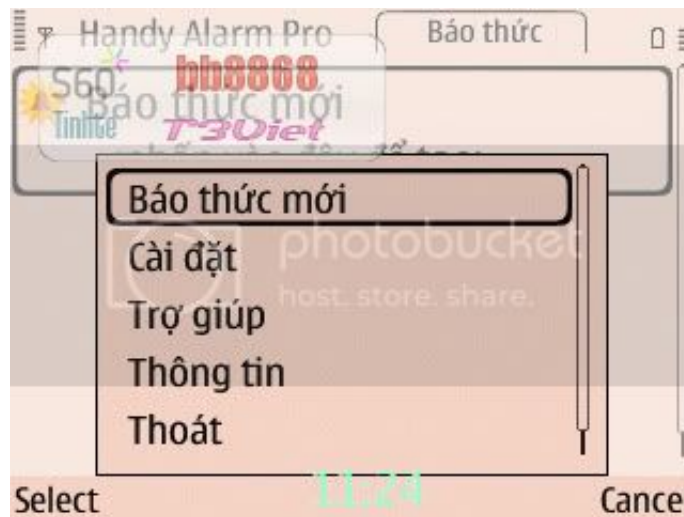 Handy Alarm Pro
Báo thức
S60
bh8868
Tinhte
T3Viet
Báo thức mới
Báo thức mới
Cài đặt
Trợ giúp
Thông tin
Thoát
photobucket
host. store. share.
11:24
Select
Cance